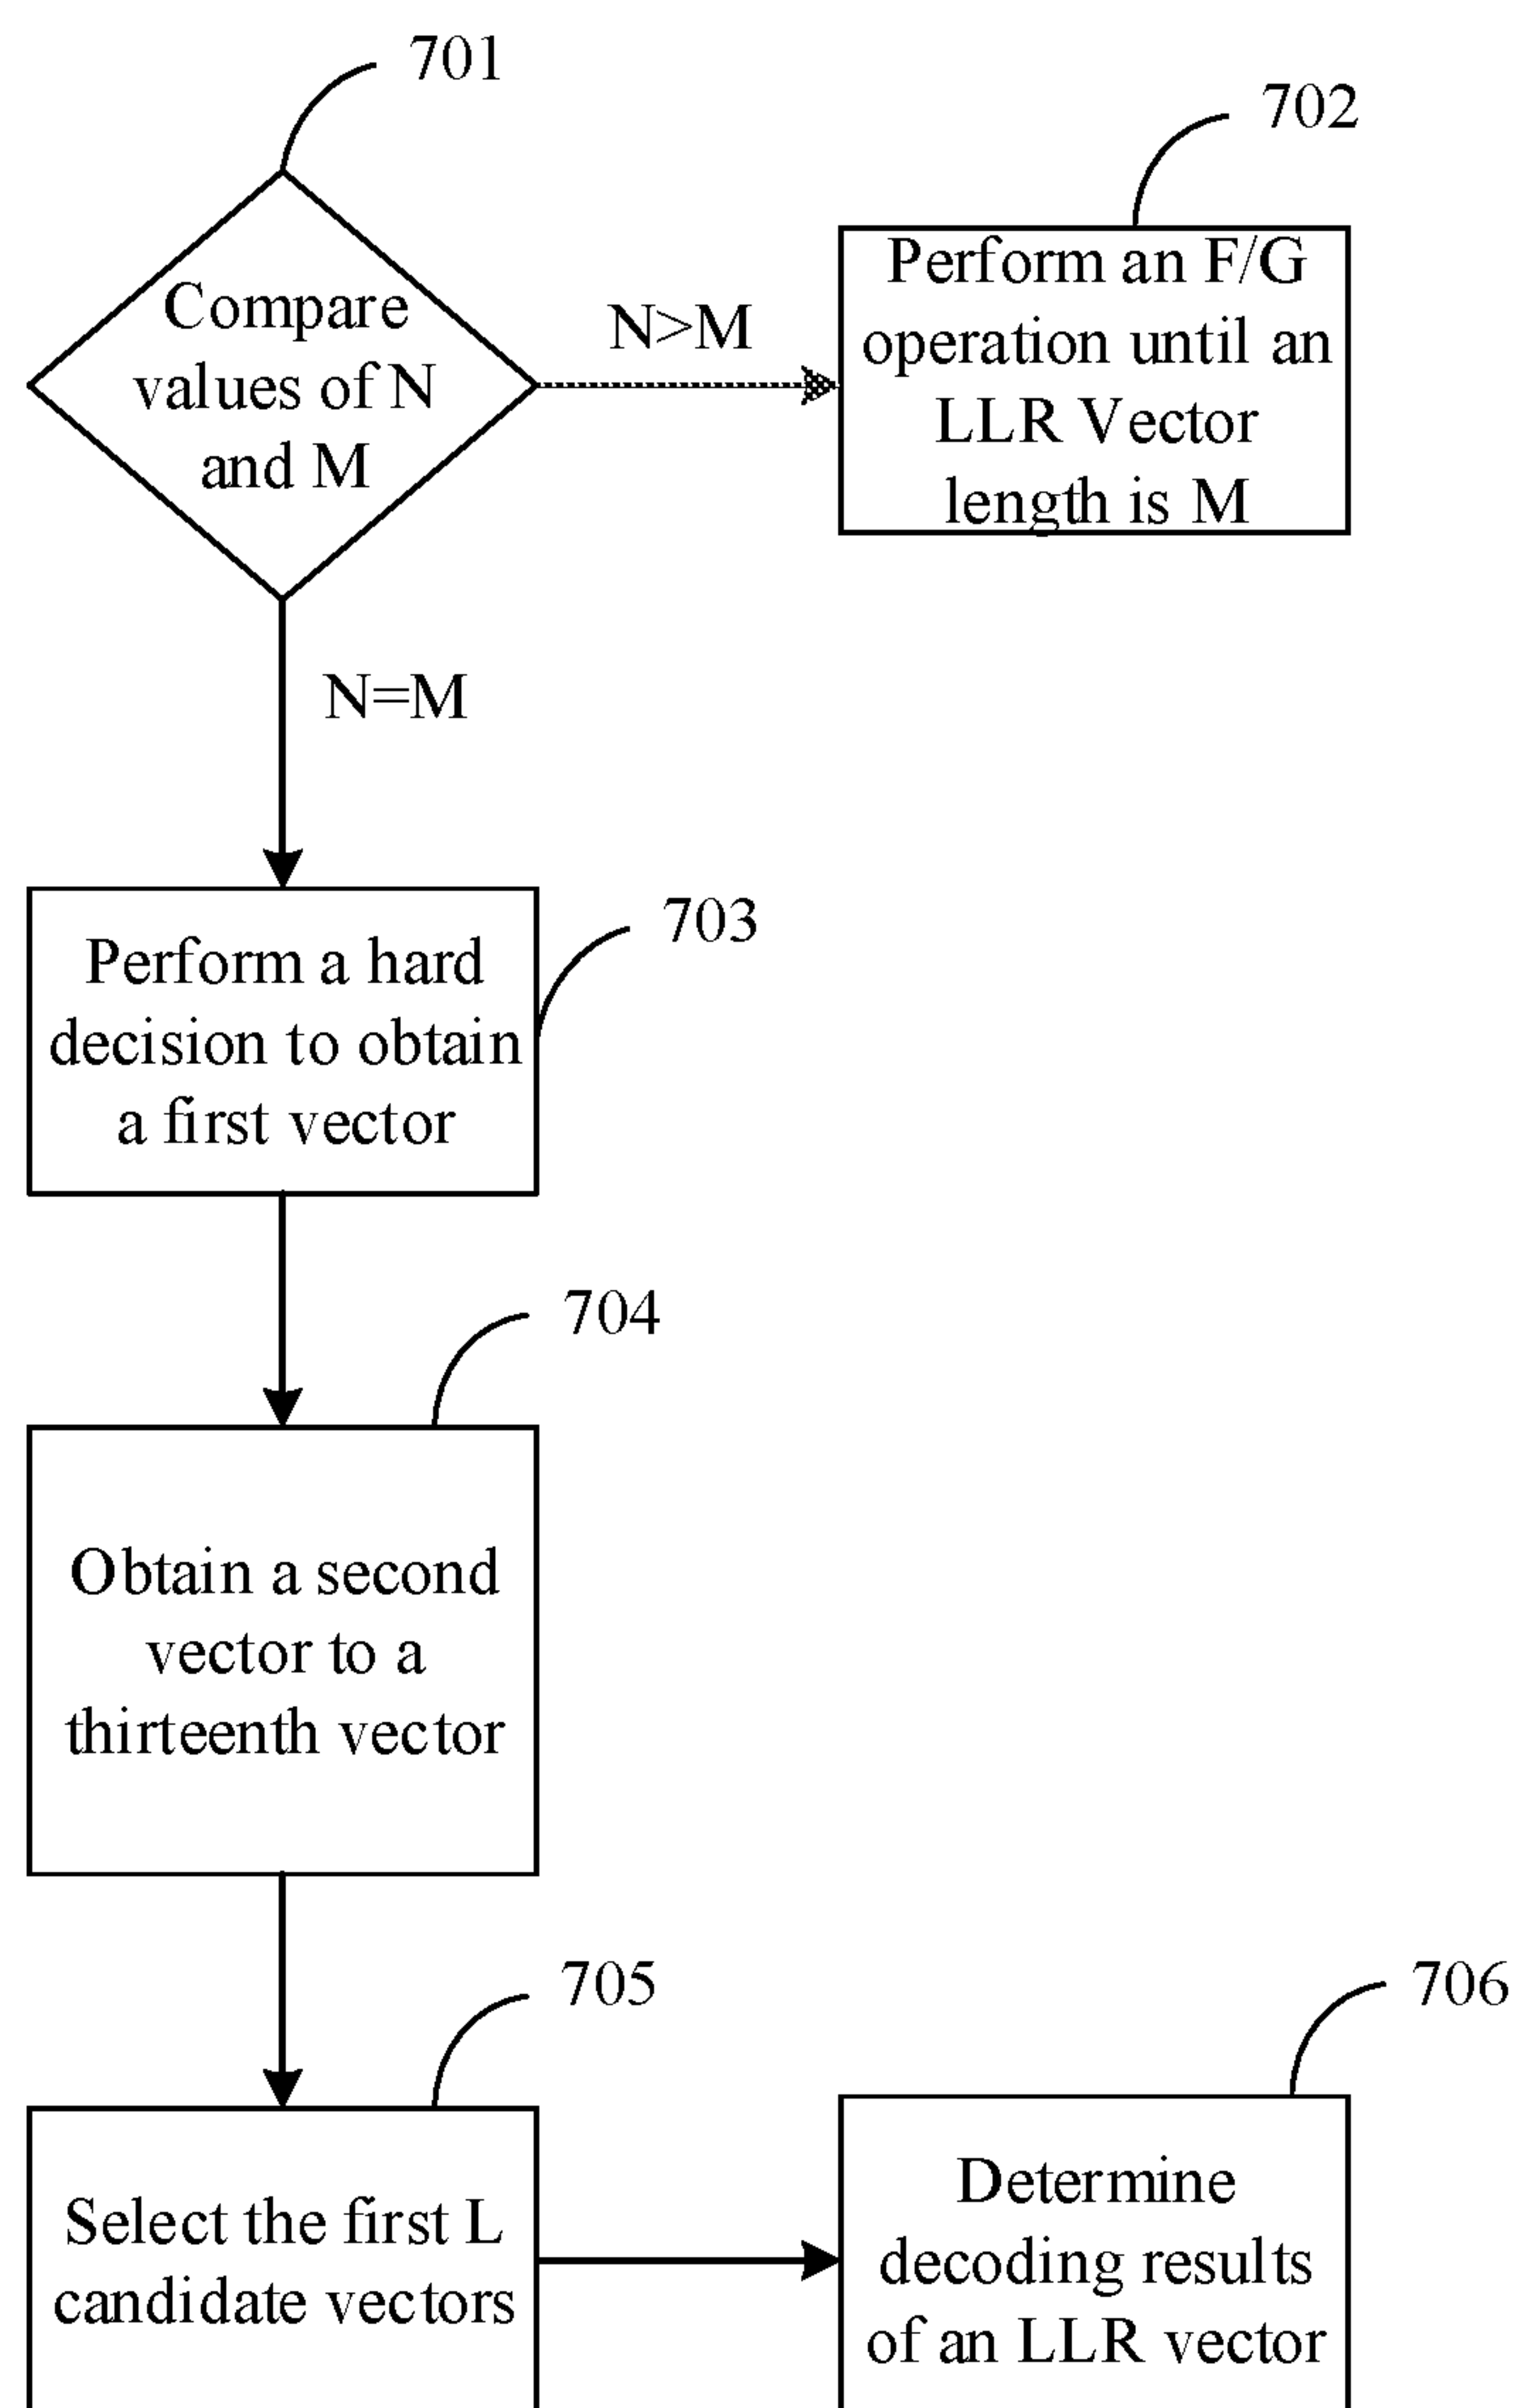 701
702
Compare
values of N
and M
N>M
Perform an F/G
operation until an
LLR Vector
length is M
N=M
703
Perform a hard
decision to obtain
a first vector
704
Obtain a second
vector to a
thirteenth vector
705
706
Select the first L
candidate vectors
Determine
decoding results
of an LLR vector